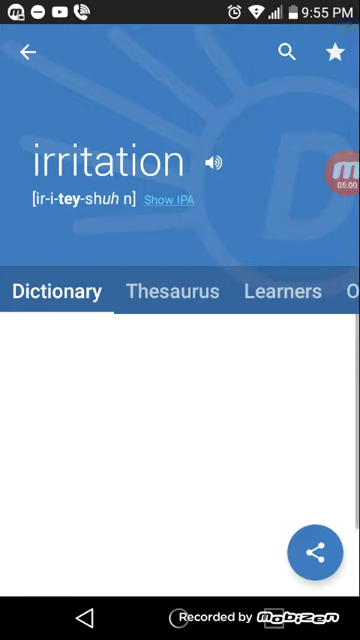 9:55 PM
irritation
05:00
[ir-i-tey-shuh n] Show IPA
Dictionary Thesaurus Learners O
Recorded by Mobizen